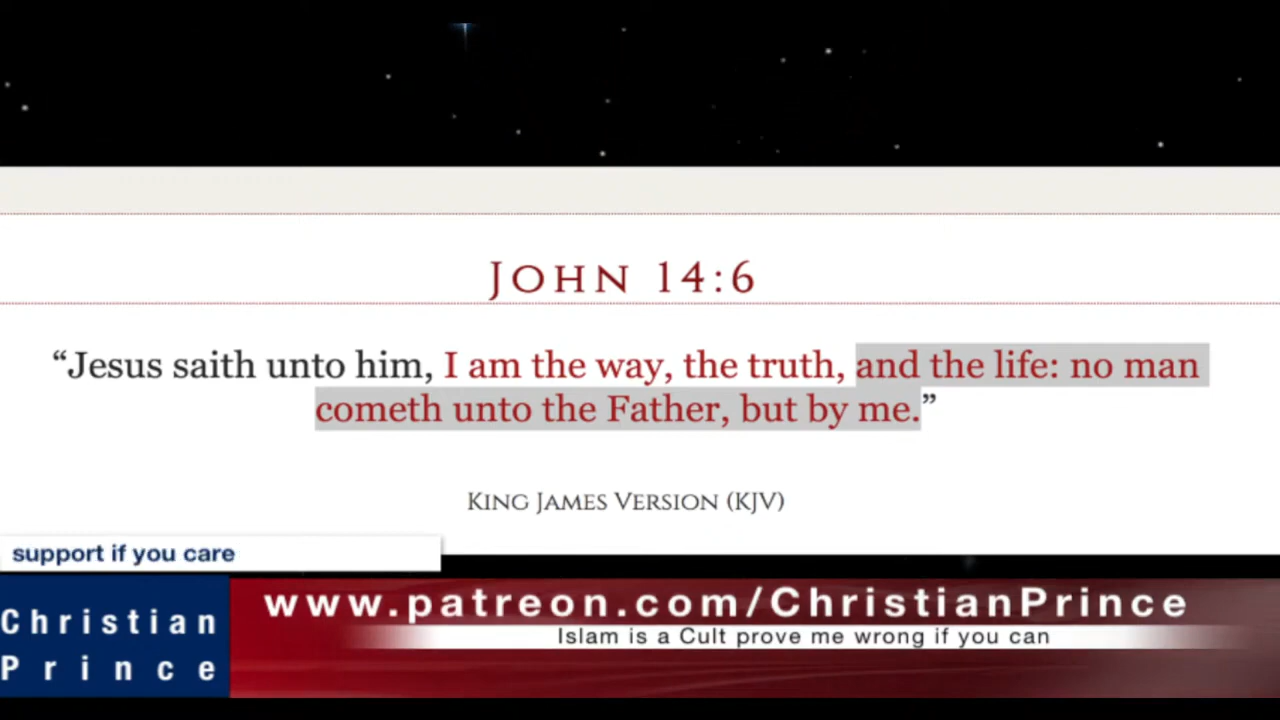 John 14:6
“Jesus saith unto him, I am the way, the truth, and the life: no man
cometh unto the Father, but by me.”
King James Version (KJV)
support if you care
Christian
Prince
www.patreon.com/ChristianPrince
Islam is a Cult prove me wrong if you can